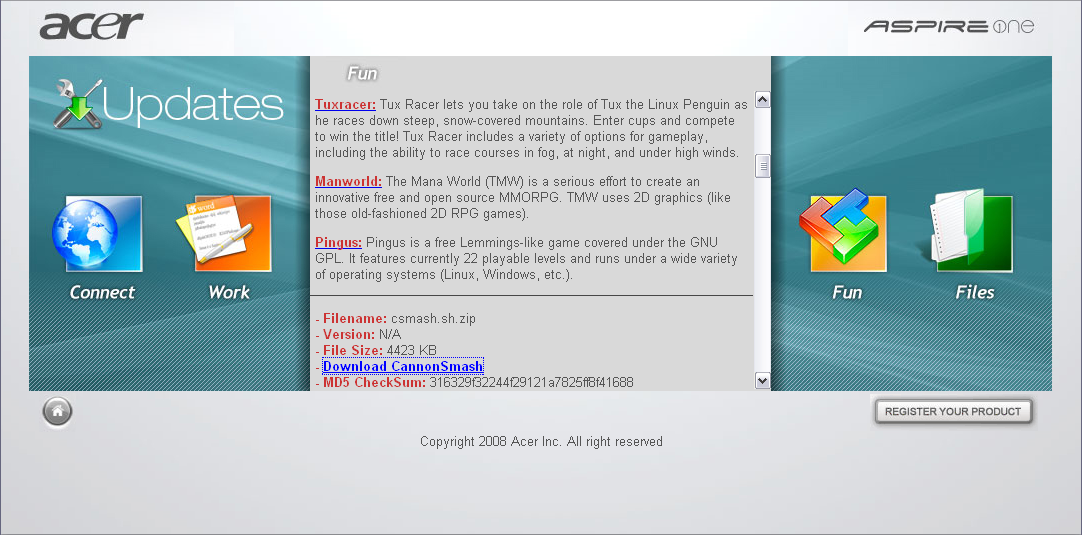 acer
ASPIRE one
Updates
Fun
Tuxracer: Tux Racer lets you take on the role of Tux the Linux Penguin as
he races down steep, snow-covered mountains. Enter cups and compete
to win the title! Tux Racer includes a variety of options for gameplay,
including the ability to race courses in fog, at night, and under high winds.
Manworld: The Mana World (TMW) is a serious effort to create an
innovative free and open source MMORPG. TMW uses 2D graphics (like
those old-fashioned 2D RPG games).
Pingus: Pingus is a free Lemmings-like game covered under the GNU
GPL. It features currently 22 playable levels and runs under a wide variety
of operating systems (Linux, Windows, etc.).
- Filename: csmash.sh.zip
- Version: N/A
- File Size: 4423 KB
- Download CannonSmash
- MD5 CheckSum: 316329f32244f29121a7825ff8f41688
word
Connect
Work
Fun
Files
REGISTER YOUR PRODUCT
Copyright 2008 Acer Inc. All right reserved